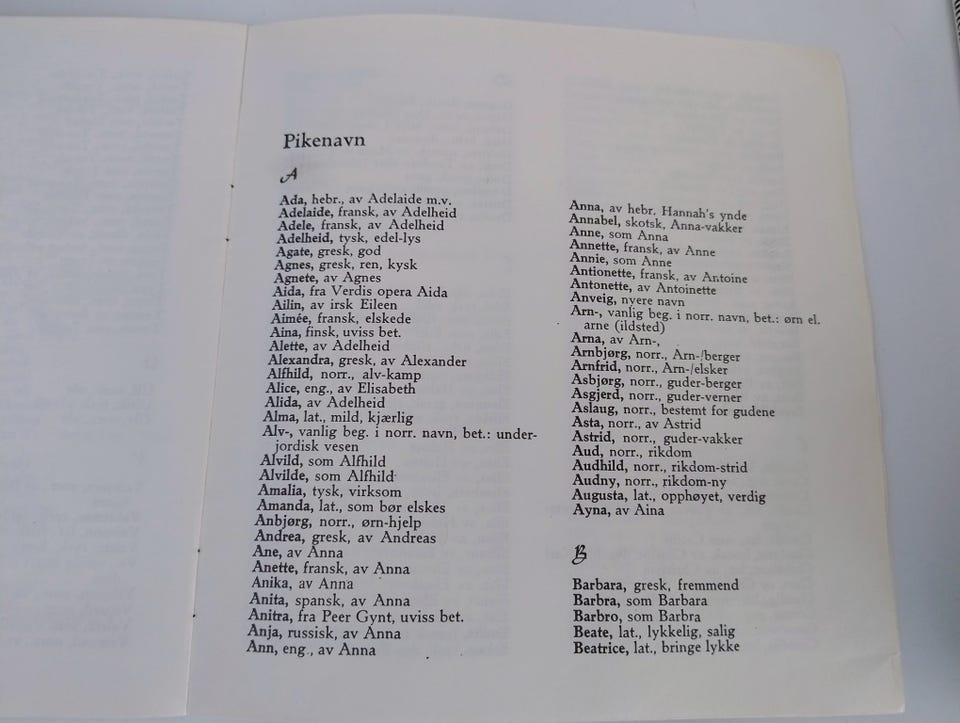 Pikenavn
A
Ada, hebr., av Adelaide m.v.
Adelaide, fransk, av Adelheid
Adele, fransk, av Adelheid
Adelheid, tysk, edel-lys
Agate, gresk, god
Agnes, gresk, ren, kysk
Agnete, av Agnes
Aida, fra Verdis opera Aida
Ailin, av irsk Eileen
Aimée, fransk, elskede
Aina, finsk, uviss bet.
Alette, av Adelheid
Alexandra, gresk, av Alexander
Alfhild, norr., alv-kamp
Alice, eng., av Elisabeth
Alida, av Adelheid
Alma, lat., mild, kjærlig
Alv-, vanlig beg. i norr. navn, bet.: under-
jordisk vesen
Alvild, som Alfhild
Alvilde, som Alfhild
Amalia, tysk, virksom
Amanda, lat., som bør elskes
Anbjørg, norr., ørn-hjelp
Andrea, gresk, av Andreas
Ane, av Anna
Anette, fransk, av Anna
Anika, av Anna
Anita, spansk, av Anna
Anitra, fra Peer Gynt, uviss bet.
Anja, russisk, av Anna
Ann, eng., av Anna
Anna, av hebr. Hannah's ynde
Annabel, skotsk, Anna-vakker
Anne, som Anna
Annette, fransk, av Anne
Annie, som Anne
Antionette, fransk, av Antoine
Antonette, av Antoinette
Anveig, nyere navn
Arn-, vanlig beg. i norr. navn, bet.: ørn el.
arne (ildsted)
Arna, av Arn-,
Arnbjørg, norr., Arn-/berger
Arnfrid, norr., Arn-/elsker
Asbjørg, norr., guder-berger
Asgjerd, norr., guder-verner
Aslaug, norr., bestemt for gudene
Asta, norr., av Astrid
Astrid, norr., guder-vakker
Aud, norr., rikdom
Audhild, norr., rikdom-strid
Audny, norr., rikdom-ny
Augusta, lat., opphøyet, verdig
Ayna, av Aina
B
Barbara, gresk, fremmend
Barbra, som Barbara
Barbro, som Barbra
Beate, lat., lykkelig, salig
Beatrice, lat., bringe lykke